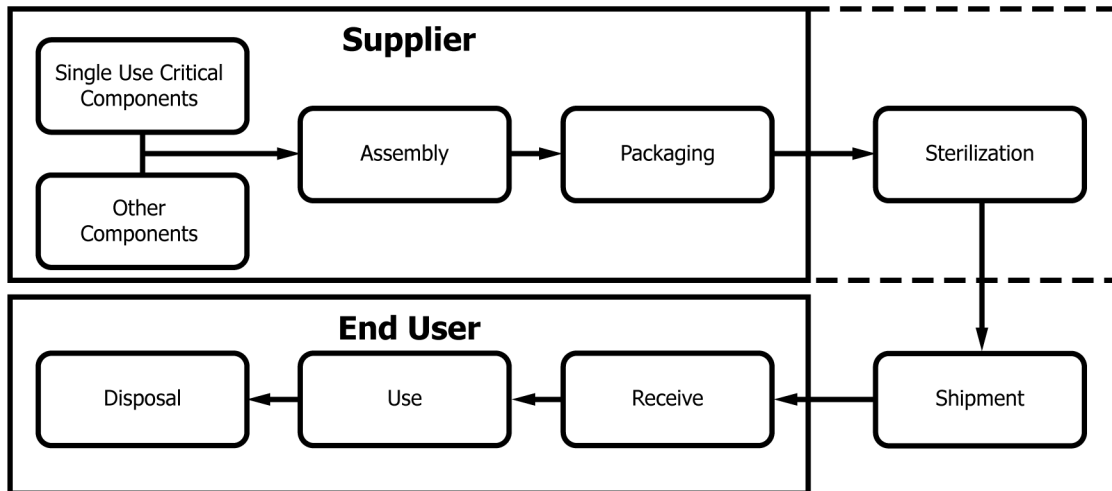 Supplier
Single Use Critical
Components
Assembly
Packaging
Sterilization
Other
Components
End User
Disposal
Use
Receive
Shipment